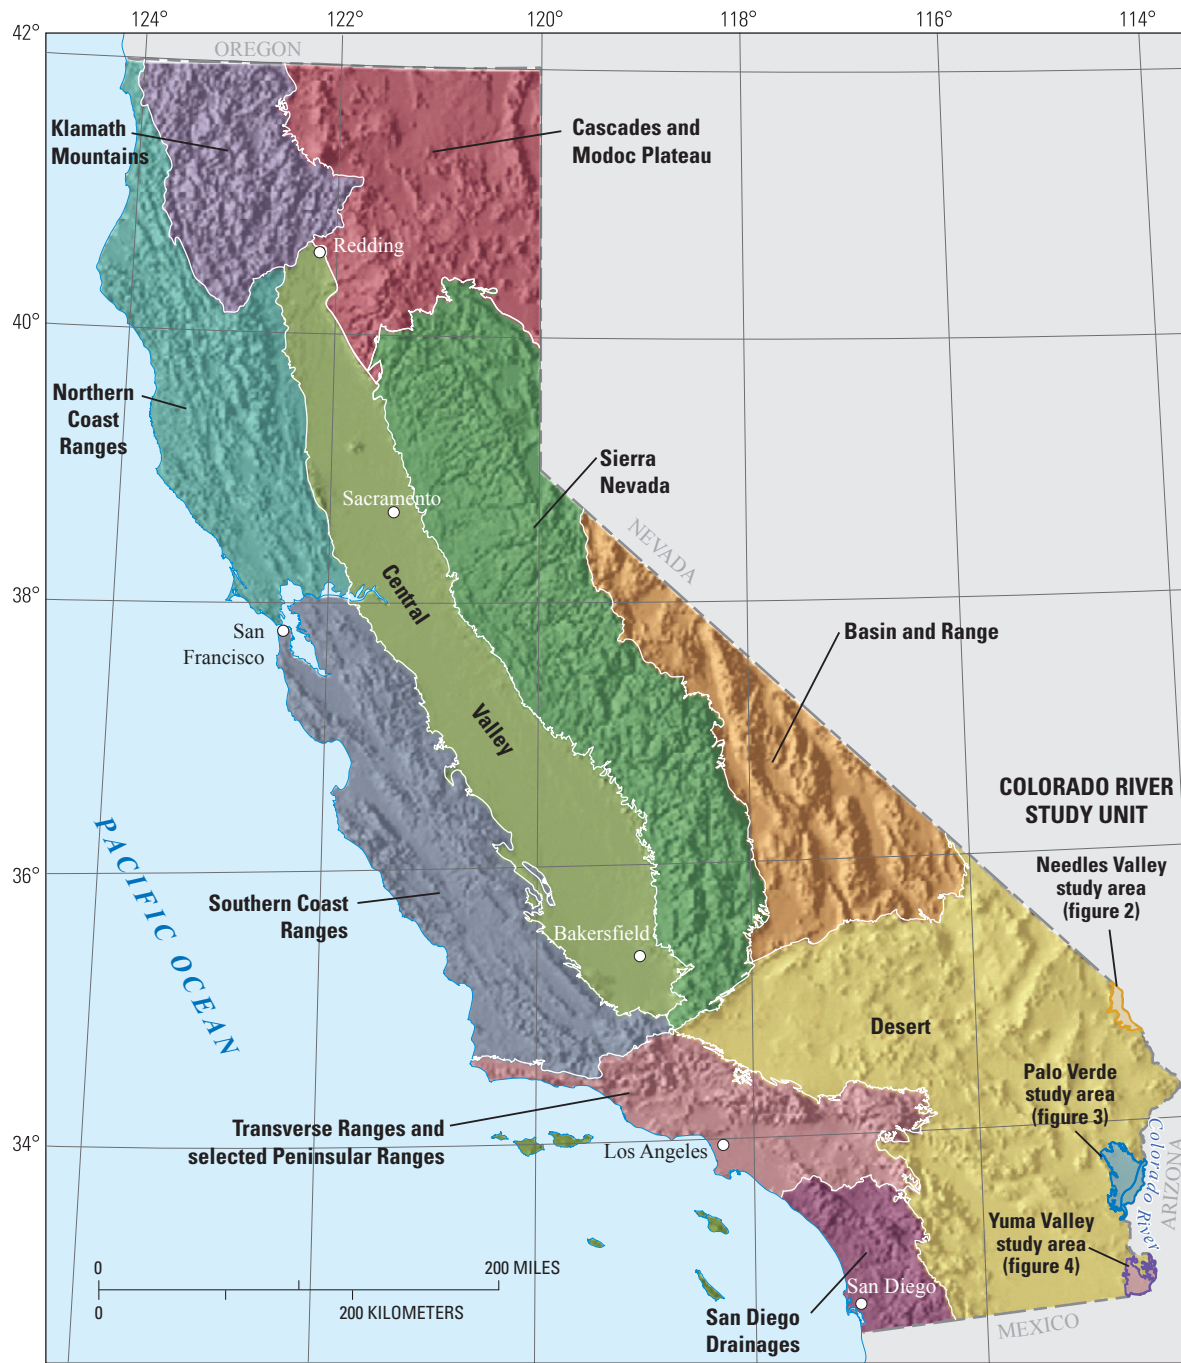 124°
122°
120°
118°
116°
114°
42°
OREGON
Klamath
Mountains
Cascades and
Modoc Plateau
Redding
40°
Northern
Coast
Ranges
Sierra
Nevada
Sacramento
NEVADA
38°
Central
Valley
San
Francisco
Basin and Range
COLORADO RIVER
STUDY UNIT
PACIFIC OCEAN
36°
Needles Valley
study area
(figure 2)
Southern Coast
Ranges
Bakersfield
Desert
Palo Verde
study area
(figure 3)
Transverse Ranges and
selected Peninsular Ranges
34°
Los Angeles
Colorado River
ARIZONA
Yuma Valley
study area
(figure 4)
0
200 MILES
0
200 KILOMETERS
San Diego
San Diego
Drainages
MEXICO